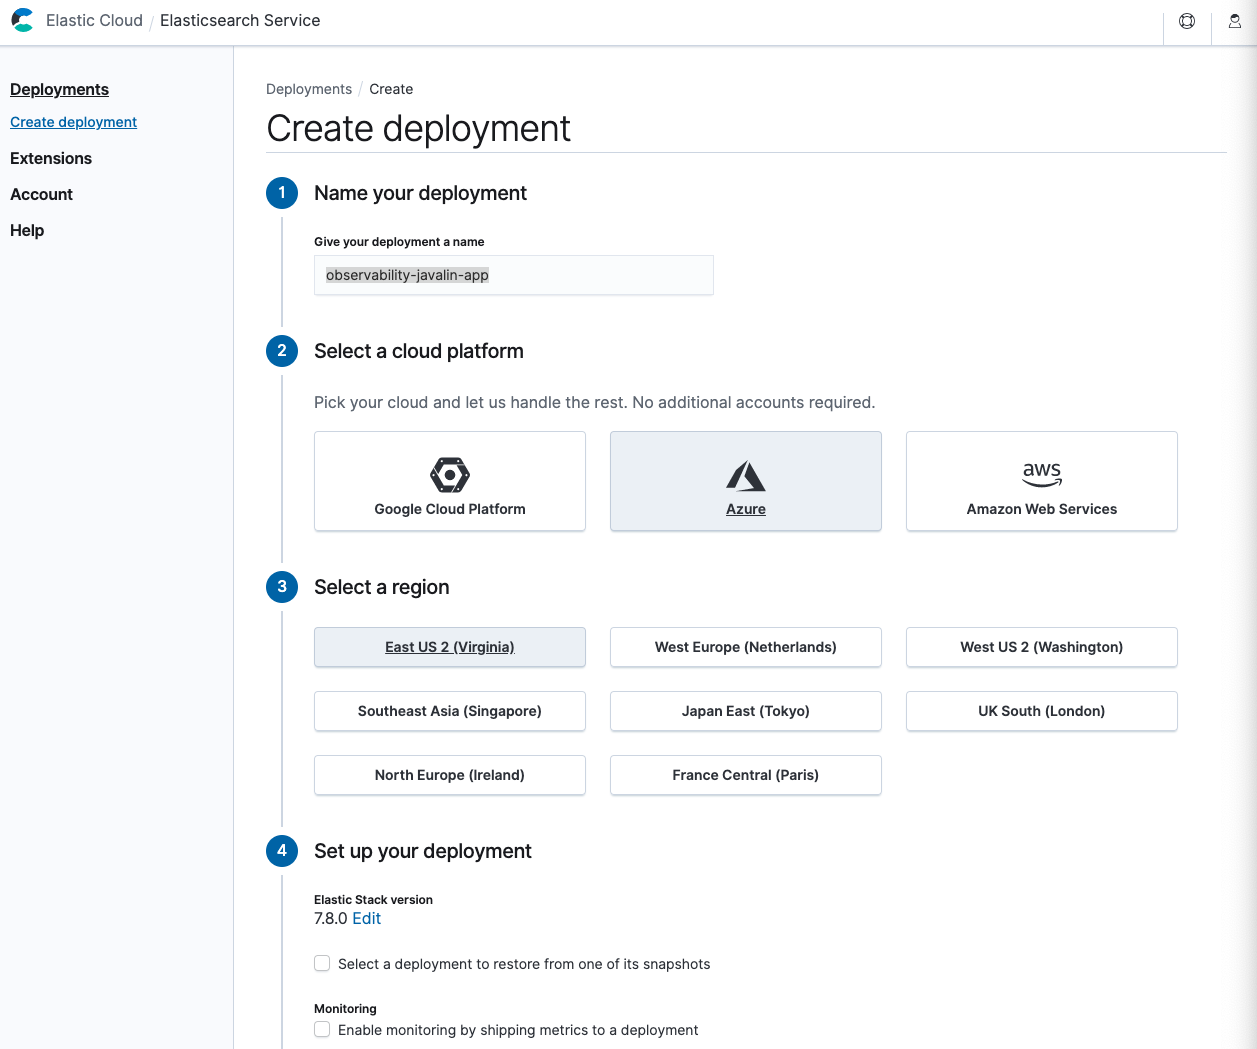 Elastic Cloud / Elasticsearch Service
Deployments
Create deployment
Extensions
Account
Help
Deployments / Create
Create deployment
1 Name your deployment
Give your deployment a name
observability-javalin-app
2 Select a cloud platform
Pick your cloud and let us handle the rest. No additional accounts required.
Google Cloud Platform
Azure
aws
Amazon Web Services
3 Select a region
East US 2 (Virginia)
West Europe (Netherlands)
West US 2 (Washington)
Southeast Asia (Singapore)
Japan East (Tokyo)
UK South (London)
North Europe (Ireland)
France Central (Paris)
4 Set up your deployment
Elastic Stack version
7.8.0 Edit
Select a deployment to restore from one of its snapshots
Monitoring
Enable monitoring by shipping metrics to a deployment